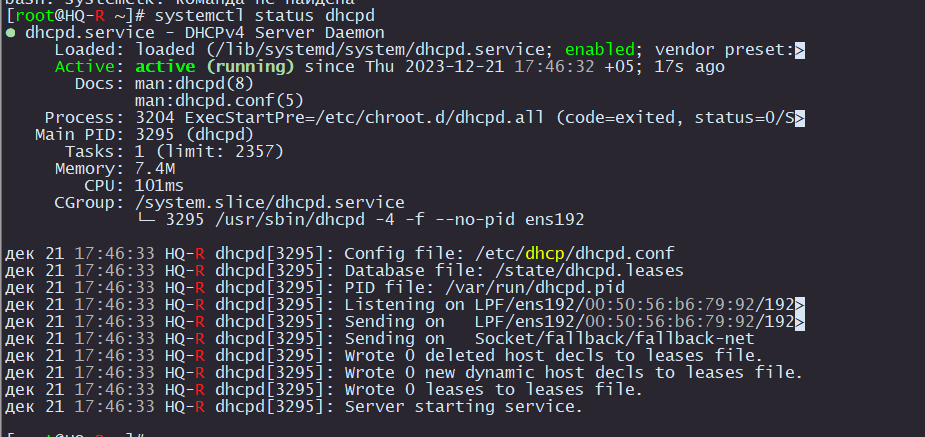 bash: systemctk: команда не найдена
[root@HQ-R ~]# systemctl status dhcpd
● dhcpd.service - DHCPv4 Server Daemon
Loaded: loaded (/lib/systemd/system/dhcpd.service; enabled; vendor preset:>
Active: active (running) since Thu 2023-12-21 17:46:32 +05; 17s ago
Docs: man:dhcpd(8)
man:dhcpd.conf(5)
Process: 3204 ExecStartPre=/etc/chroot.d/dhcpd.all (code=exited, status=0/S>
Main PID: 3295 (dhcpd)
Tasks: 1 (limit: 2357)
Memory: 7.4M
CPU: 101ms
CGroup: /system.slice/dhcpd.service
└─ 3295 /usr/sbin/dhcpd -4 -f --no-pid ens192
дек 21 17:46:33 HQ-R dhcpd[3295]: Config file: /etc/dhcp/dhcpd.conf
дек 21 17:46:33 HQ-R dhcpd[3295]: Database file: /state/dhcpd.leases
дек 21 17:46:33 HQ-R dhcpd[3295]: PID file: /var/run/dhcpd.pid
дек 21 17:46:33 HQ-R dhcpd[3295]: Listening on LPF/ens192/00:50:56:b6:79:92/192>
дек 21 17:46:33 HQ-R dhcpd[3295]: Sending on   LPF/ens192/00:50:56:b6:79:92/192>
дек 21 17:46:33 HQ-R dhcpd[3295]: Sending on   Socket/fallback/fallback-net
дек 21 17:46:33 HQ-R dhcpd[3295]: Wrote 0 deleted host decls to leases file.
дек 21 17:46:33 HQ-R dhcpd[3295]: Wrote 0 new dynamic host decls to leases file.
дек 21 17:46:33 HQ-R dhcpd[3295]: Wrote 0 leases to leases file.
дек 21 17:46:33 HQ-R dhcpd[3295]: Server starting service.
[root@HQ-R ~]#